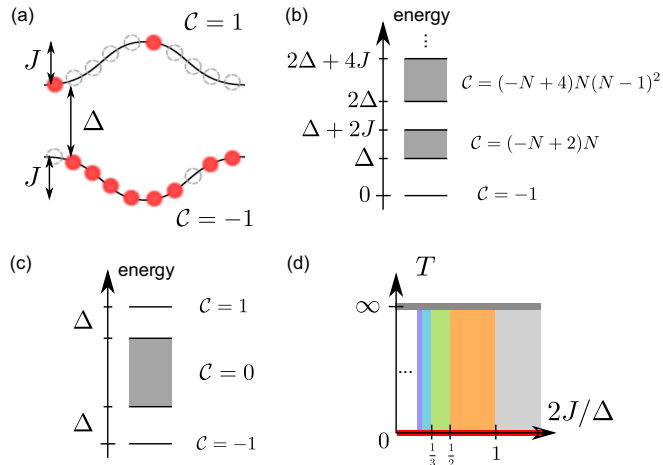 (a)
C = 1
J
Δ
J
C = −1
(b)
energy
⋮
2Δ + 4J
C = (−N + 4)N(N − 1)²
2Δ
Δ + 2J
C = (−N + 2)N
Δ
0
C = −1
(c)
energy
C = 1
Δ
C = 0
Δ
C = −1
(d)
T
∞
...
0
1/3
1/2
1
2J/Δ